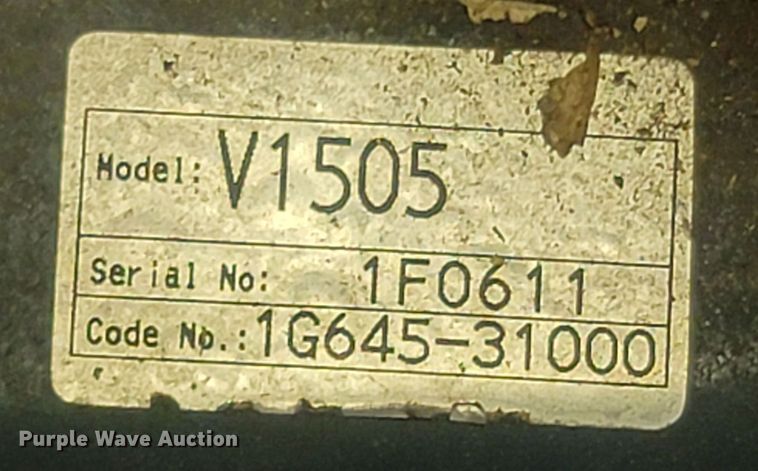 Model: V1505
Serial No: 1F0611
Code No.: 1G645-31000
Purple Wave Auction